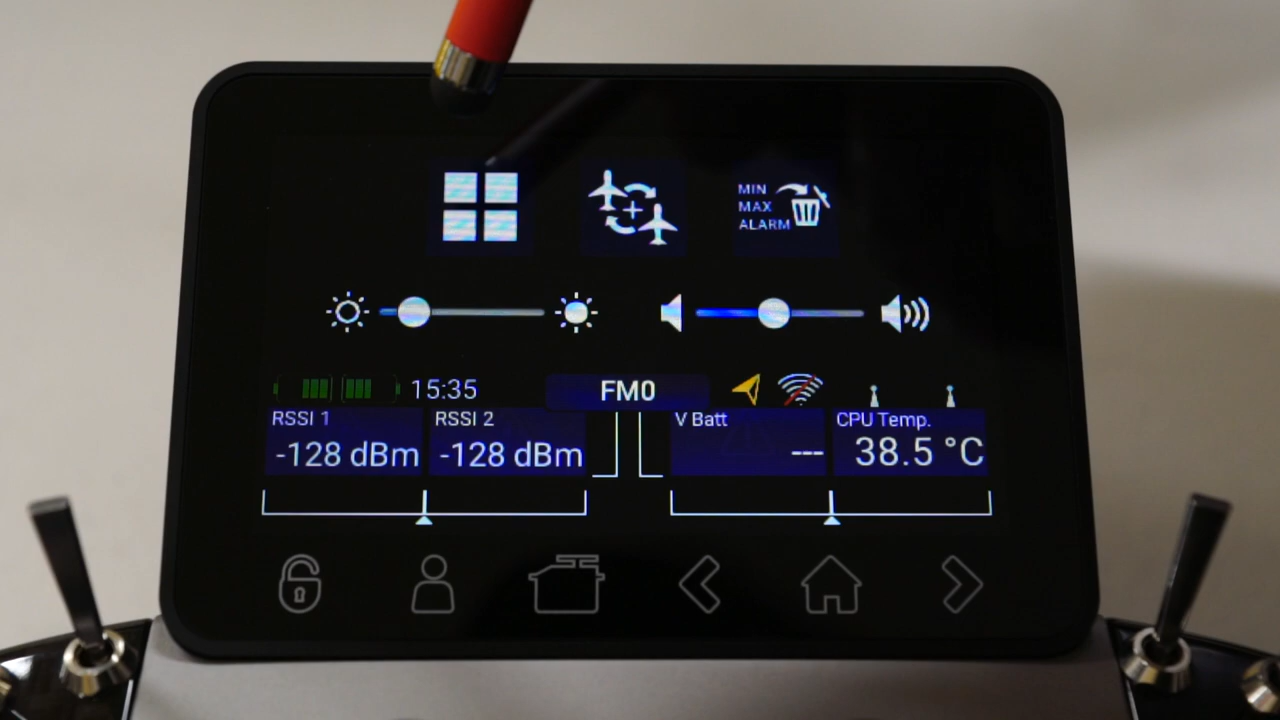 MIN
MAX
ALARM
15:35
FM0
RSSI 1
RSSI 2
V Batt
CPU Temp.
-128 dBm
-128 dBm
---
38.5 °C